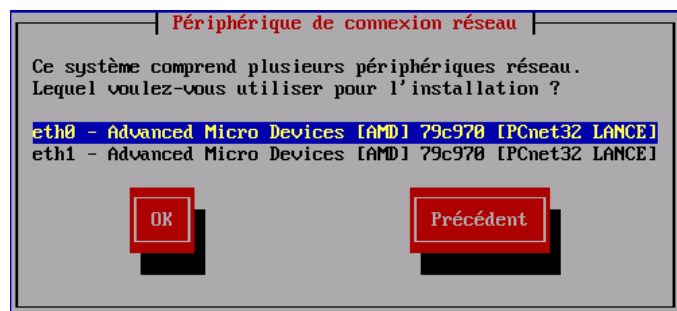 Périphérique de connexion réseau
Ce système comprend plusieurs périphériques réseau.
Lequel voulez-vous utiliser pour l'installation ?
eth0 - Advanced Micro Devices [AMD] 79c970 [PCnet32 LANCE]
eth1 - Advanced Micro Devices [AMD] 79c970 [PCnet32 LANCE]
OK Précédent